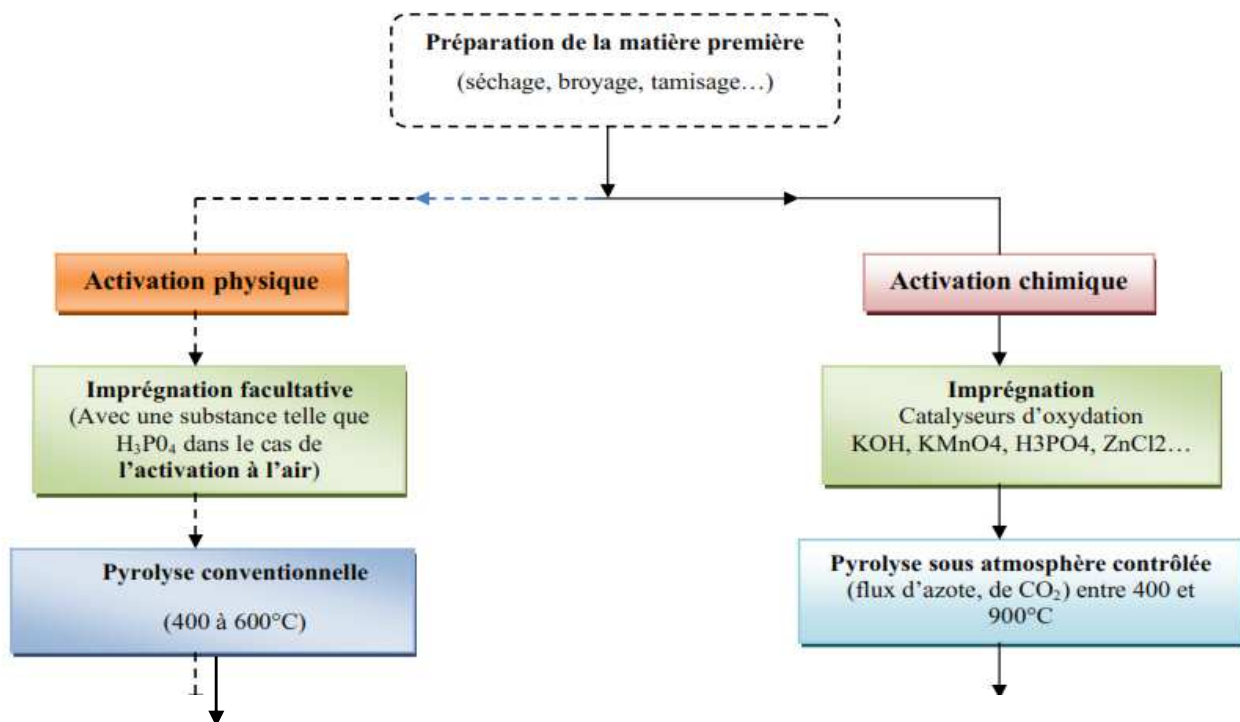 Préparation de la matière première
(séchage, broyage, tamisage…)
Activation physique
Imprégnation facultative
(Avec une substance telle que
H₃P0₄ dans le cas de
l’activation à l’air)
Pyrolyse conventionnelle
(400 à 600°C)
Activation chimique
Imprégnation
Catalyseurs d’oxydation
KOH, KMnO4, H3PO4, ZnCl2…
Pyrolyse sous atmosphère contrôlée
(flux d’azote, de CO₂) entre 400 et
900°C